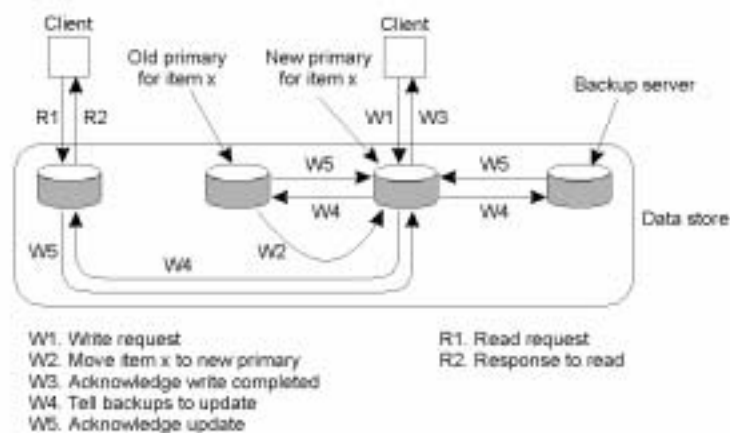 Client
Client
Old primary
for item x
New primary
for item x
Backup server
R1
R2
W1
W3
W5
W5
W4
W4
W5
W4
W2
Data store
W1. Write request
W2. Move item x to new primary
W3. Acknowledge write completed
W4. Tell backups to update
W5. Acknowledge update
R1. Read request
R2. Response to read